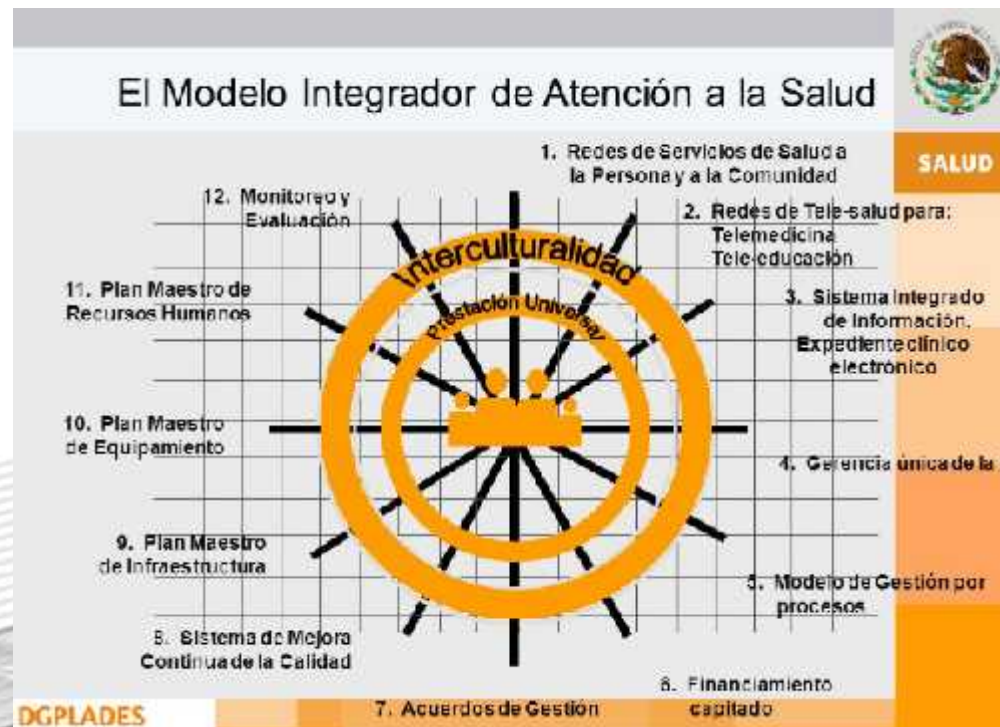 El Modelo Integrador de Atención a la Salud
SALUD
1. Redes de Servicios de Salud a
la Persona y a la Comunidad
2. Redes de Tele-salud para:
Telemedicina
Tele-educación
3. Sistema Integrado
de Información.
Expediente clínico
electrónico
4. Gerencia única de la
5. Modelo de Gestión por
procesos
6. Financiamiento
capitado
7. Acuerdos de Gestión
8. Sistema de Mejora
Continua de la Calidad
9. Plan Maestro
de Infraestructura
10. Plan Maestro
de Equipamiento
11. Plan Maestro de
Recursos Humanos
12. Monitoreo y
Evaluación
Interculturalidad
Prestación Universal
DGPLADES